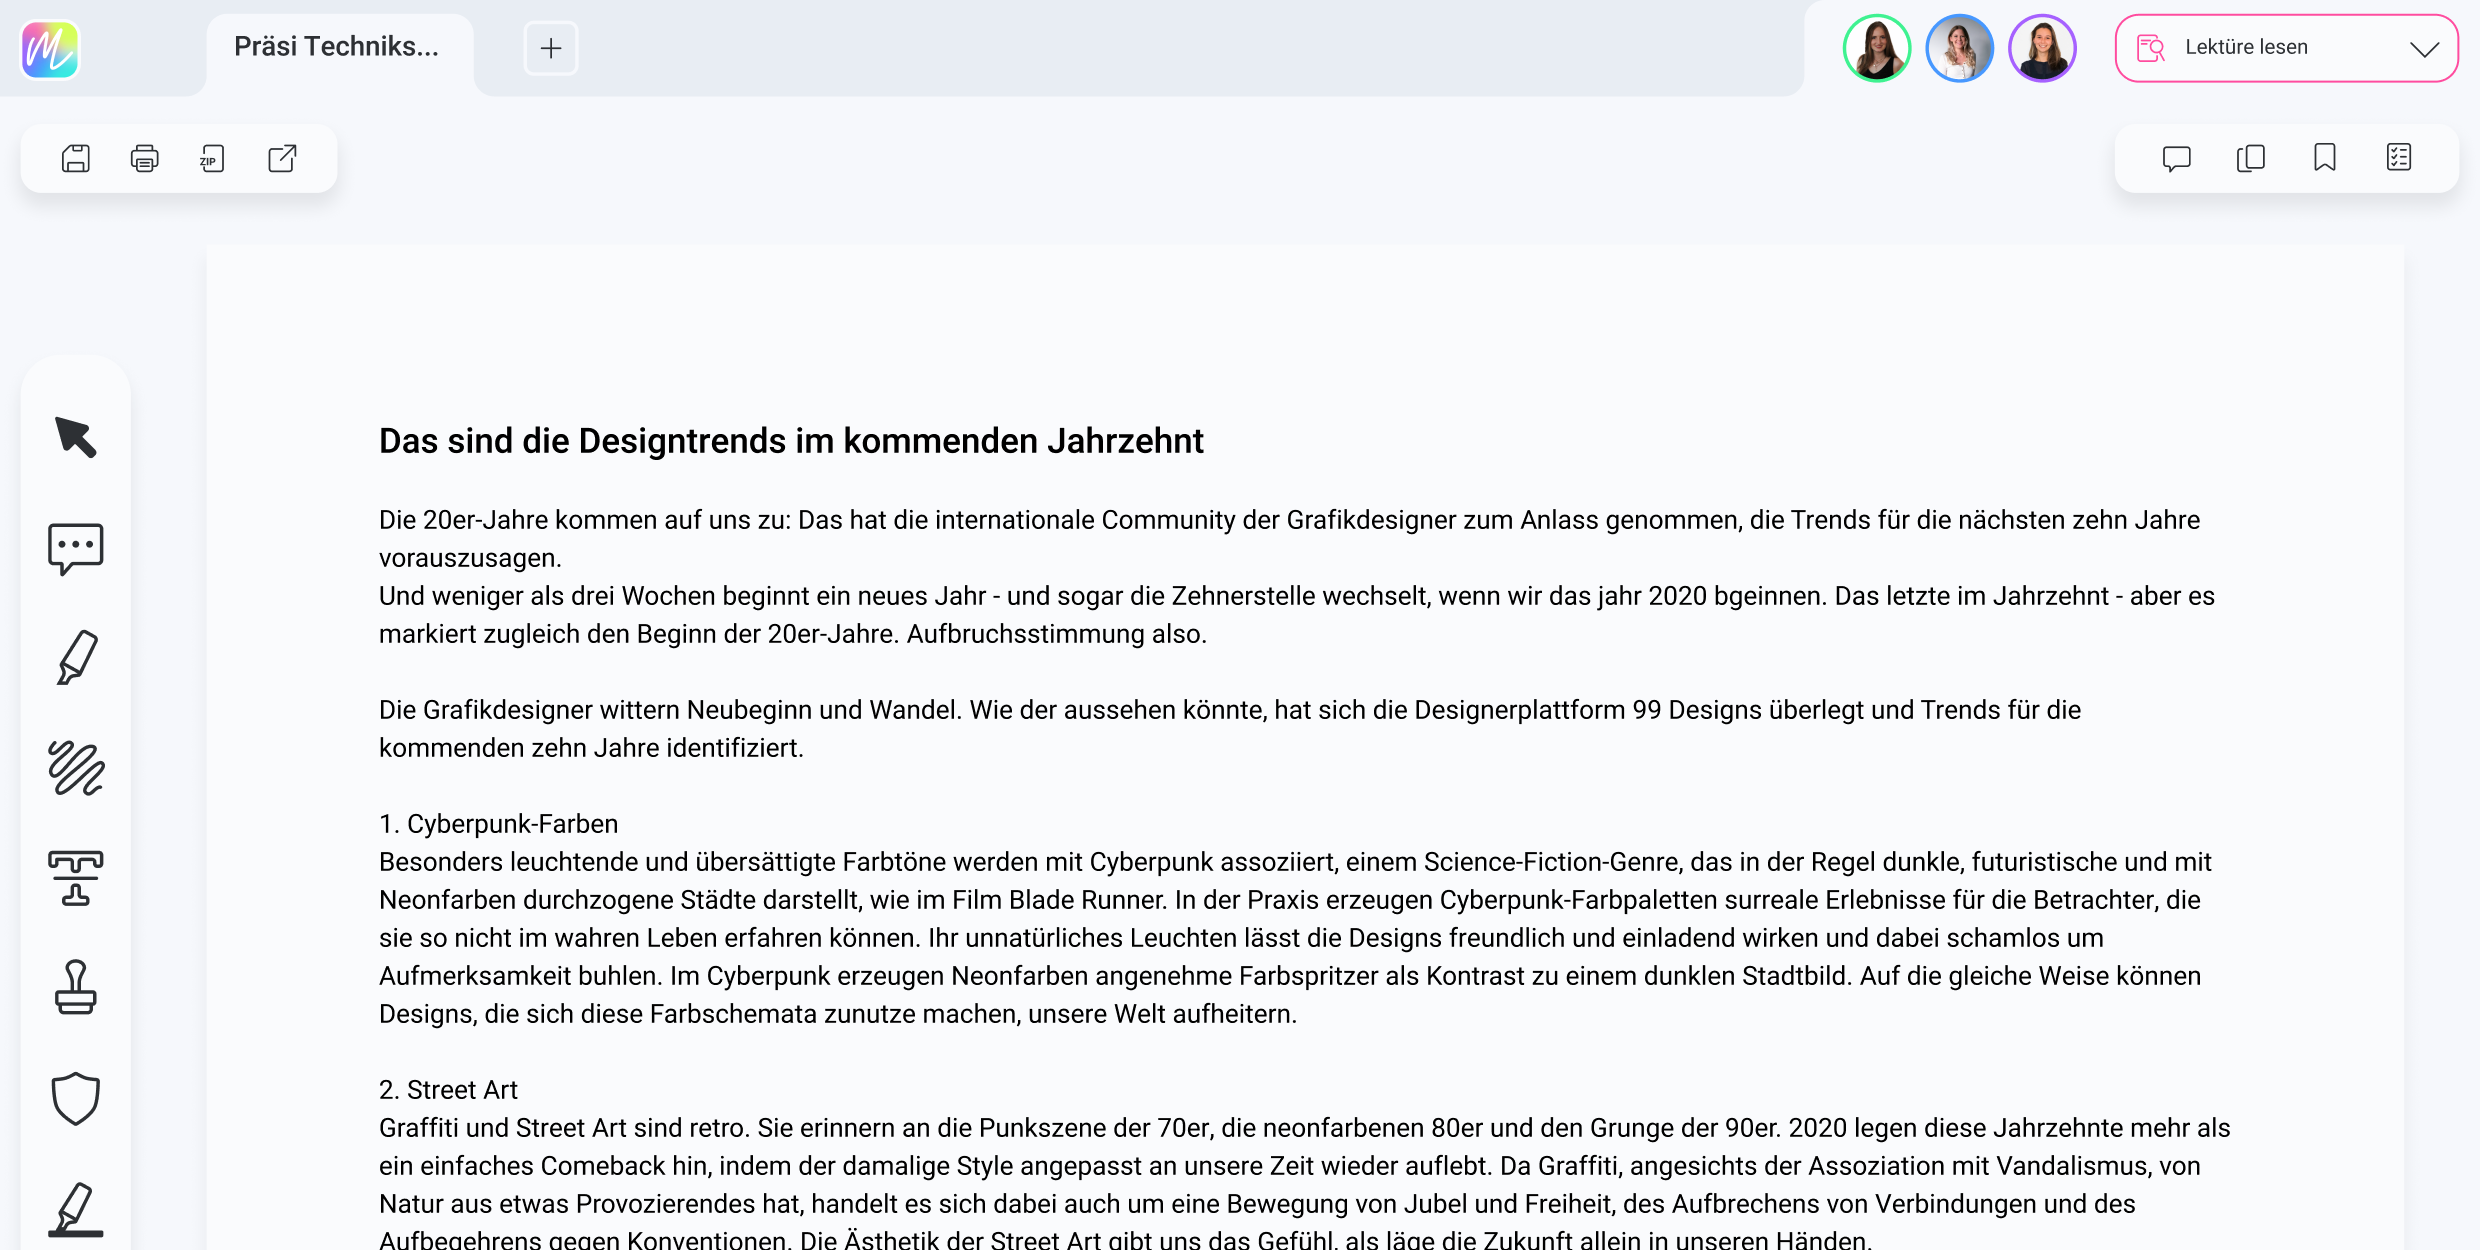 Präsi Techniks...
Lektüre lesen
ZIP
Das sind die Designtrends im kommenden Jahrzehnt
Die 20er-Jahre kommen auf uns zu: Das hat die internationale Community der Grafikdesigner zum Anlass genommen, die Trends für die nächsten zehn Jahre
vorauszusagen.
Und weniger als drei Wochen beginnt ein neues Jahr - und sogar die Zehnerstelle wechselt, wenn wir das jahr 2020 bgeinnen. Das letzte im Jahrzehnt - aber es
markiert zugleich den Beginn der 20er-Jahre. Aufbruchsstimmung also.
Die Grafikdesigner wittern Neubeginn und Wandel. Wie der aussehen könnte, hat sich die Designerplattform 99 Designs überlegt und Trends für die
kommenden zehn Jahre identifiziert.
1. Cyberpunk-Farben
Besonders leuchtende und übersättigte Farbtöne werden mit Cyberpunk assoziiert, einem Science-Fiction-Genre, das in der Regel dunkle, futuristische und mit
Neonfarben durchzogene Städte darstellt, wie im Film Blade Runner. In der Praxis erzeugen Cyberpunk-Farbpaletten surreale Erlebnisse für die Betrachter, die
sie so nicht im wahren Leben erfahren können. Ihr unnatürliches Leuchten lässt die Designs freundlich und einladend wirken und dabei schamlos um
Aufmerksamkeit buhlen. Im Cyberpunk erzeugen Neonfarben angenehme Farbspritzer als Kontrast zu einem dunklen Stadtbild. Auf die gleiche Weise können
Designs, die sich diese Farbschemata zunutze machen, unsere Welt aufheitern.
2. Street Art
Graffiti und Street Art sind retro. Sie erinnern an die Punkszene der 70er, die neonfarbenen 80er und den Grunge der 90er. 2020 legen diese Jahrzehnte mehr als
ein einfaches Comeback hin, indem der damalige Style angepasst an unsere Zeit wieder auflebt. Da Graffiti, angesichts der Assoziation mit Vandalismus, von
Natur aus etwas Provozierendes hat, handelt es sich dabei auch um eine Bewegung von Jubel und Freiheit, des Aufbrechens von Verbindungen und des
Aufbegehrens gegen Konventionen. Die Ästhetik der Street Art gibt uns das Gefühl, als läge die Zukunft allein in unseren Händen.